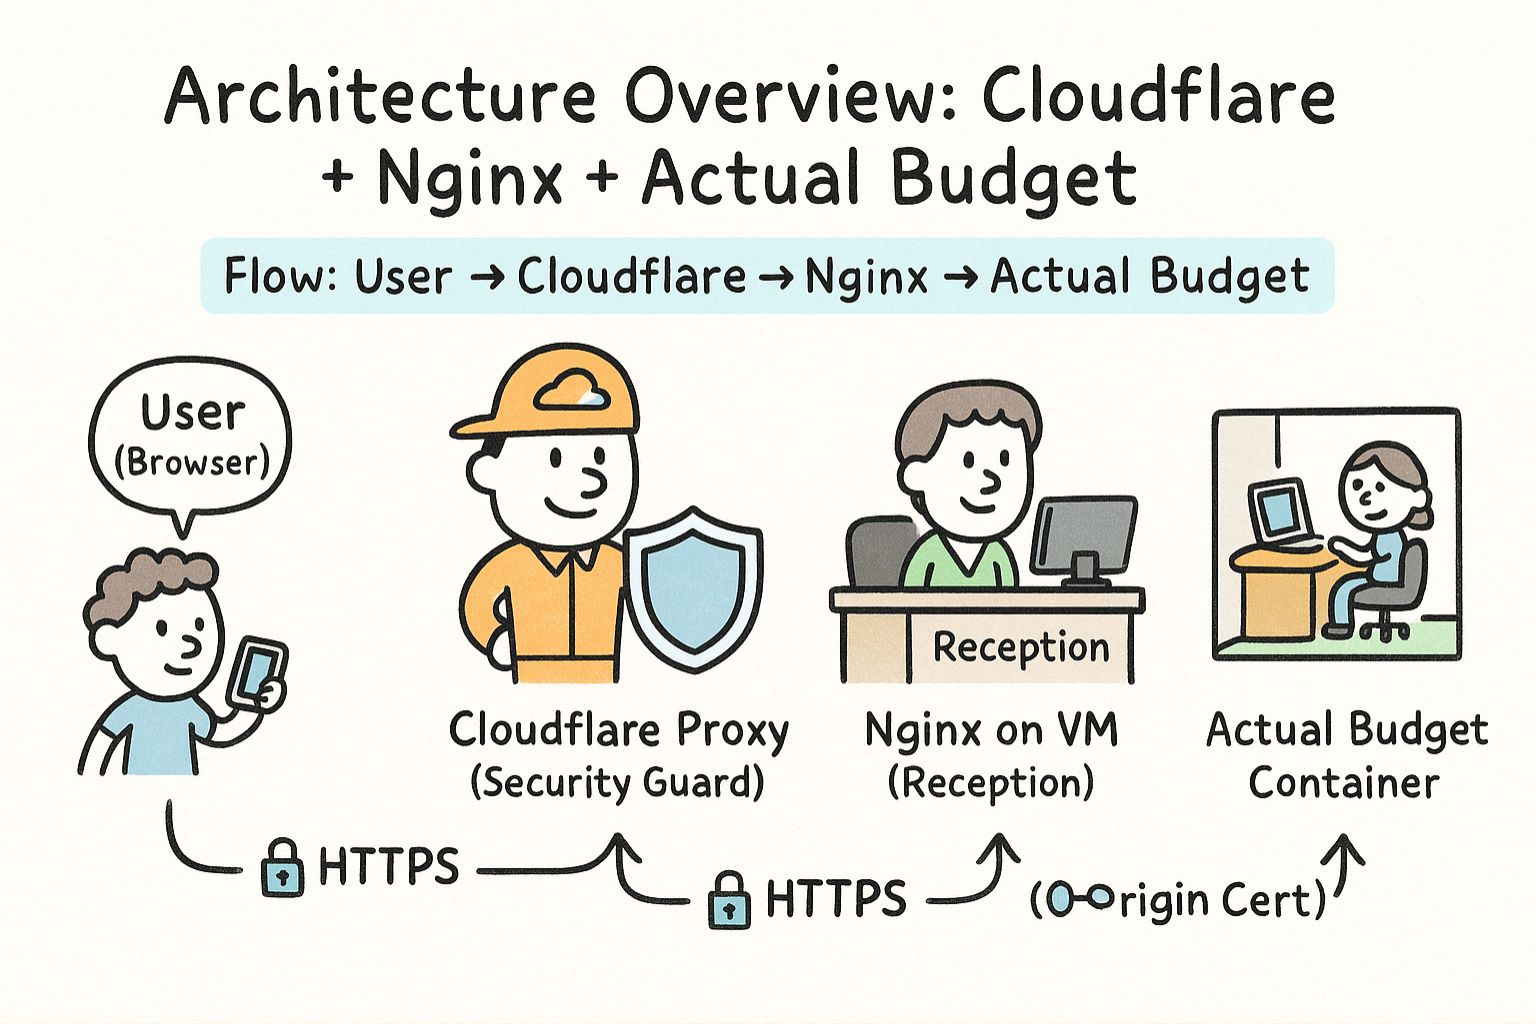 Architecture Overview: Cloudflare
+ Nginx + Actual Budget
Flow: User → Cloudflare → Nginx → Actual Budget
User
(Browser)
Reception
Cloudflare Proxy
(Security Guard)
Nginx on VM
(Reception)
Actual Budget
Container
HTTPS
HTTPS
(Origin Cert)